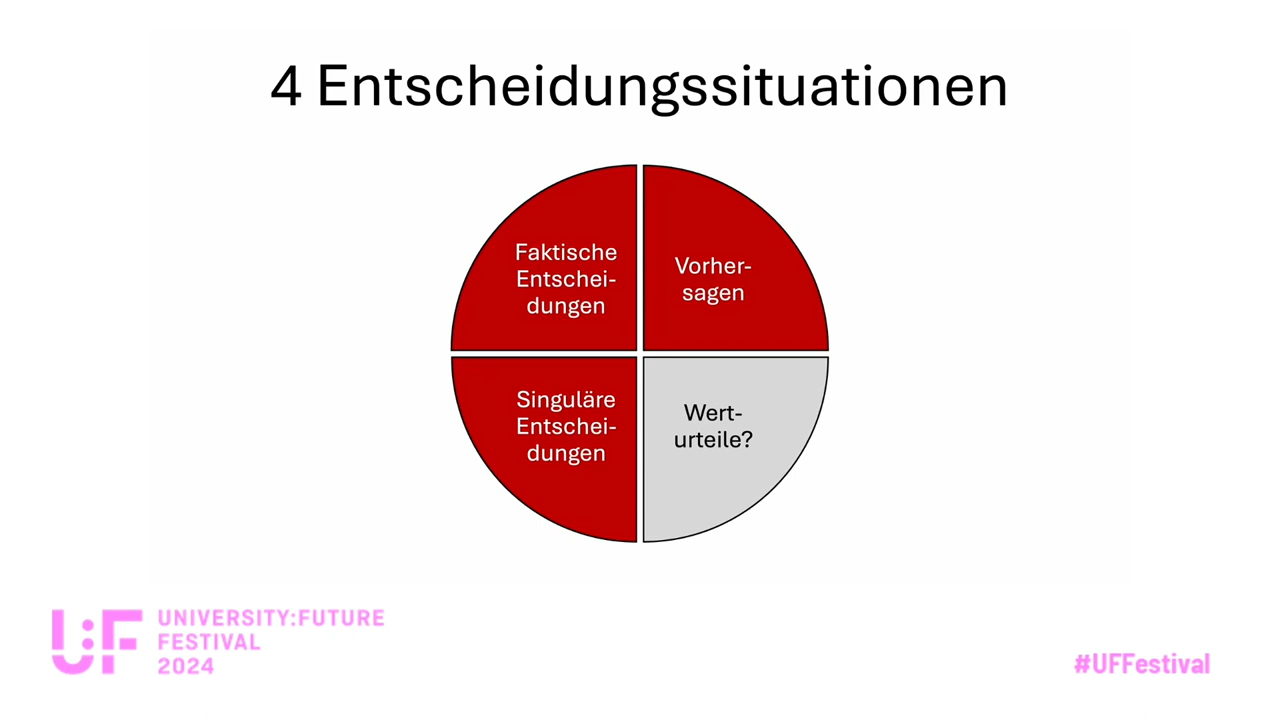 4 Entscheidungssituationen
Faktische
Entschei-
dungen
Vorher-
sagen
Singuläre
Entschei-
dungen
Wert-
urteile?
U:F
UNIVERSITY:FUTURE
FESTIVAL
2024
#UFFestival